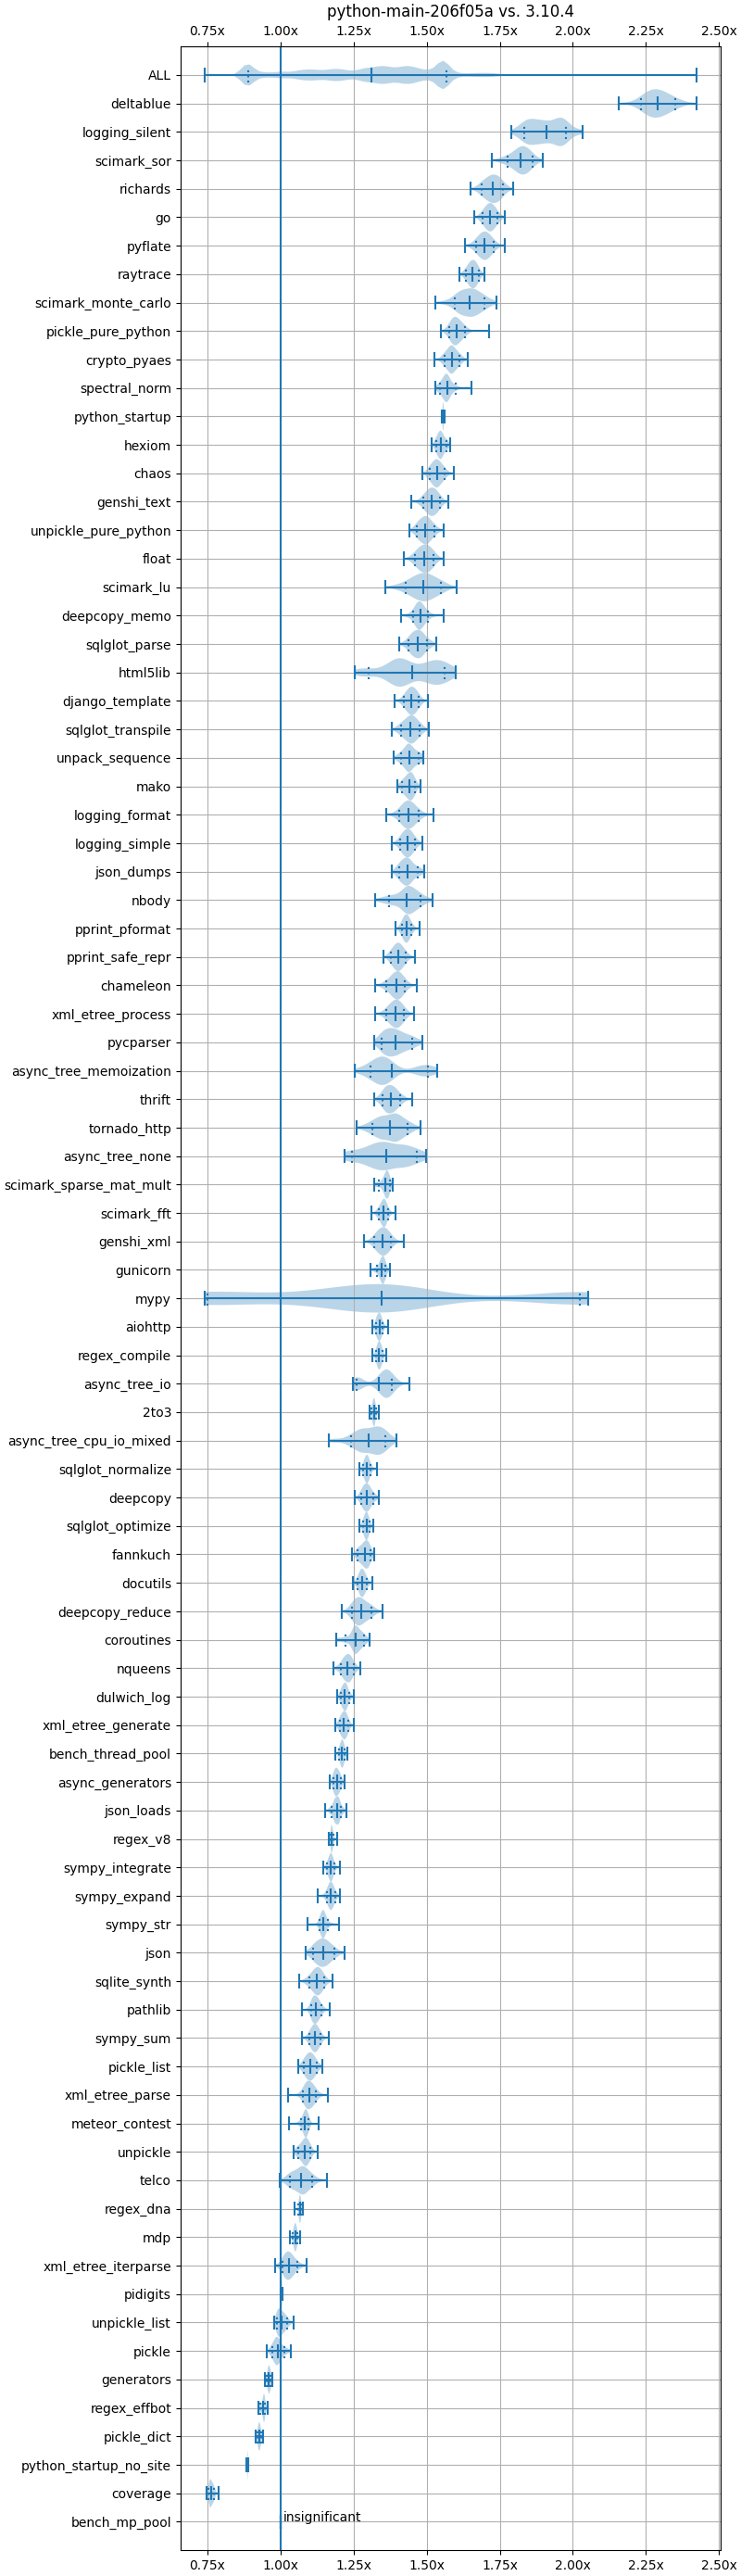 python-main-206f05a vs. 3.10.4
0.75x 1.00x 1.25x 1.50x 1.75x 2.00x 2.25x 2.50x
ALL
deltablue
logging_silent
scimark_sor
richards
go
pyflate
raytrace
scimark_monte_carlo
pickle_pure_python
crypto_pyaes
spectral_norm
python_startup
hexiom
chaos
genshi_text
unpickle_pure_python
float
scimark_lu
deepcopy_memo
sqlglot_parse
html5lib
django_template
sqlglot_transpile
unpack_sequence
mako
logging_format
logging_simple
json_dumps
nbody
pprint_pformat
pprint_safe_repr
chameleon
xml_etree_process
pycparser
async_tree_memoization
thrift
tornado_http
async_tree_none
scimark_sparse_mat_mult
scimark_fft
genshi_xml
gunicorn
mypy
aiohttp
regex_compile
async_tree_io
2to3
async_tree_cpu_io_mixed
sqlglot_normalize
deepcopy
sqlglot_optimize
fannkuch
docutils
deepcopy_reduce
coroutines
nqueens
dulwich_log
xml_etree_generate
bench_thread_pool
async_generators
json_loads
regex_v8
sympy_integrate
sympy_expand
sympy_str
json
sqlite_synth
pathlib
sympy_sum
pickle_list
xml_etree_parse
meteor_contest
unpickle
telco
regex_dna
mdp
xml_etree_iterparse
pidigits
unpickle_list
pickle
generators
regex_effbot
pickle_dict
python_startup_no_site
coverage
bench_mp_pool insignificant
0.75x 1.00x 1.25x 1.50x 1.75x 2.00x 2.25x 2.50x